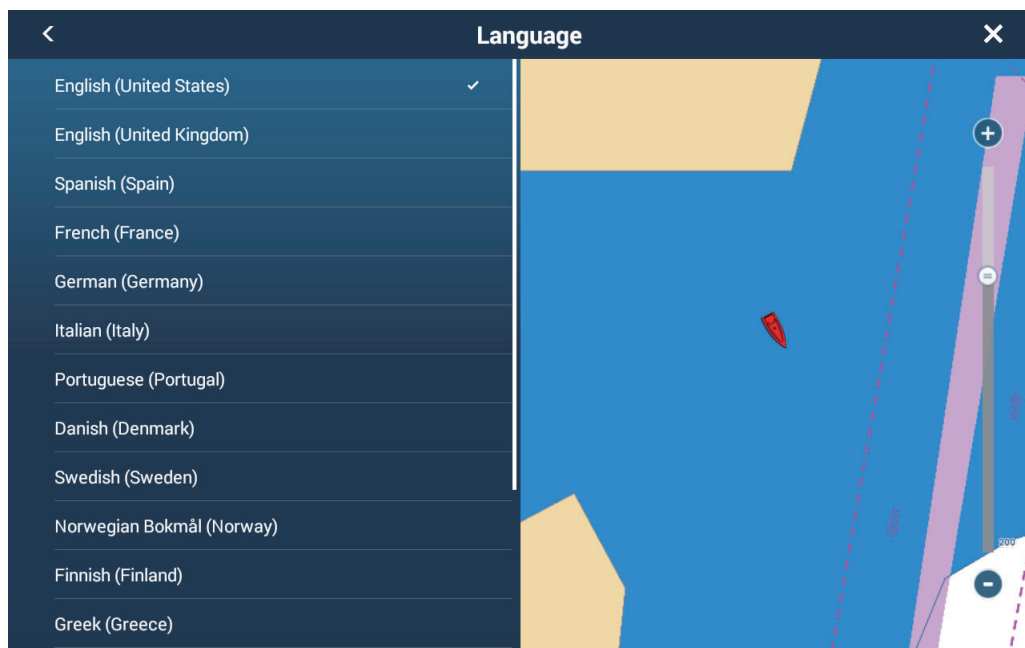 Language
English (United States)
English (United Kingdom)
Spanish (Spain)
French (France)
German (Germany)
Italian (Italy)
Portuguese (Portugal)
Danish (Denmark)
Swedish (Sweden)
Norwegian Bokmål (Norway)
Finnish (Finland)
Greek (Greece)
200